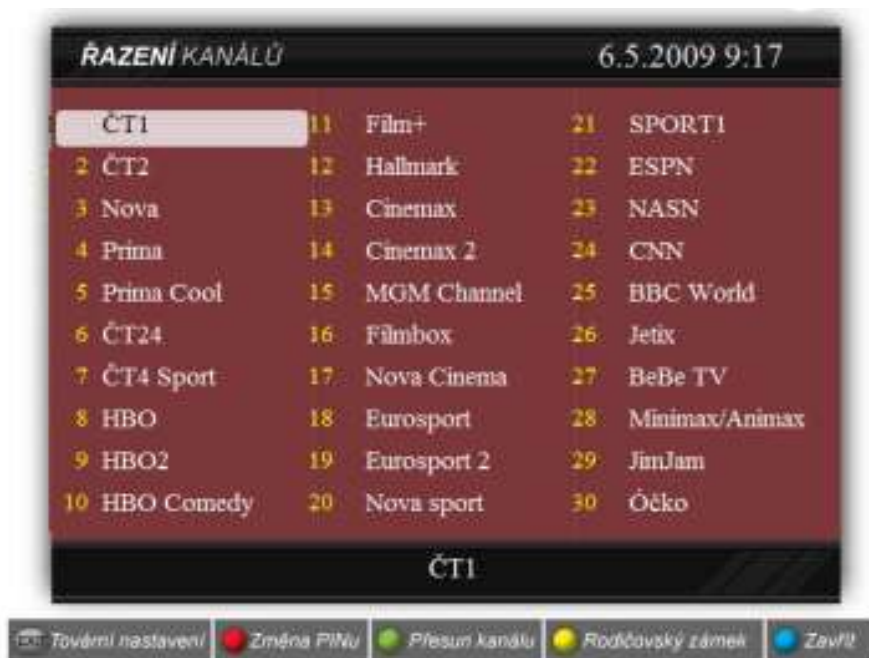 ŘAZENÍ KANÁLŮ 6.5.2009 9:17
ČT1
2 ČT2
3 Nova
4 Prima
5 Prima Cool
6 ČT24
7 ČT4 Sport
8 HBO
9 HBO2
10 HBO Comedy
11 Film+
12 Hallmark
13 Cinemax
14 Cinemax 2
15 MGM Channel
16 Filmbox
17 Nova Cinema
18 Eurosport
19 Eurosport 2
20 Nova sport
21 SPORT1
22 ESPN
23 NASN
24 CNN
25 BBC World
26 Jetix
27 BeBe TV
28 Minimax/Animax
29 JimJam
30 Óčko
ČT1
EXIT Tovární nastavení Změna PINu Přesun kanálu Rodičovský zámek Zavřít